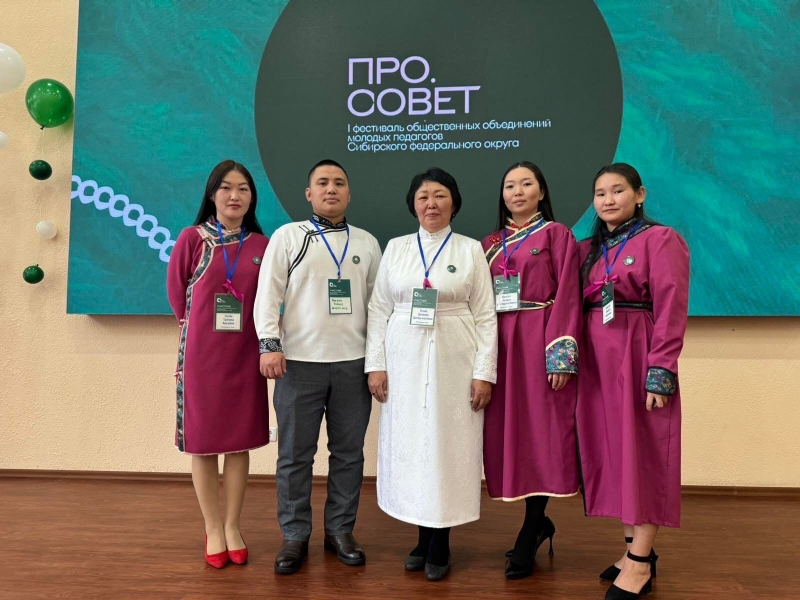 ПРО.
СОВЕТ
I фестиваль общественных объединений
молодых педагогов
Сибирского федерального округа